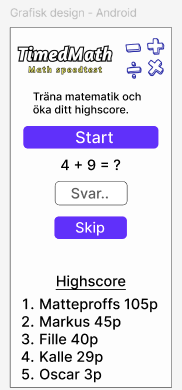 Grafisk design - Android
TimedMath
Math speedtest
Träna matematik och
öka ditt highscore.
Start
4 + 9 = ?
Svar..
Skip
Highscore
1. Matteproffs 105p
2. Markus 45p
3. Fille 40p
4. Kalle 29p
5. Oscar 3p